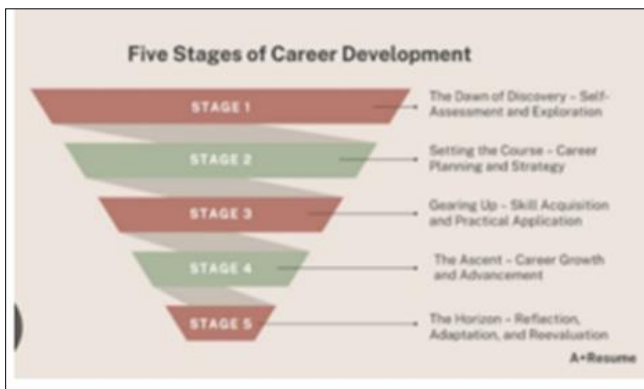 Five Stages of Career Development
STAGE 1
The Dawn of Discovery – Self-
Assessment and Exploration
STAGE 2
Setting the Course – Career
Planning and Strategy
STAGE 3
Gearing Up – Skill Acquisition
and Practical Application
STAGE 4
The Ascent – Career Growth
and Advancement
STAGE 5
The Horizon – Reflection,
Adaptation, and Reevaluation
A+Resume